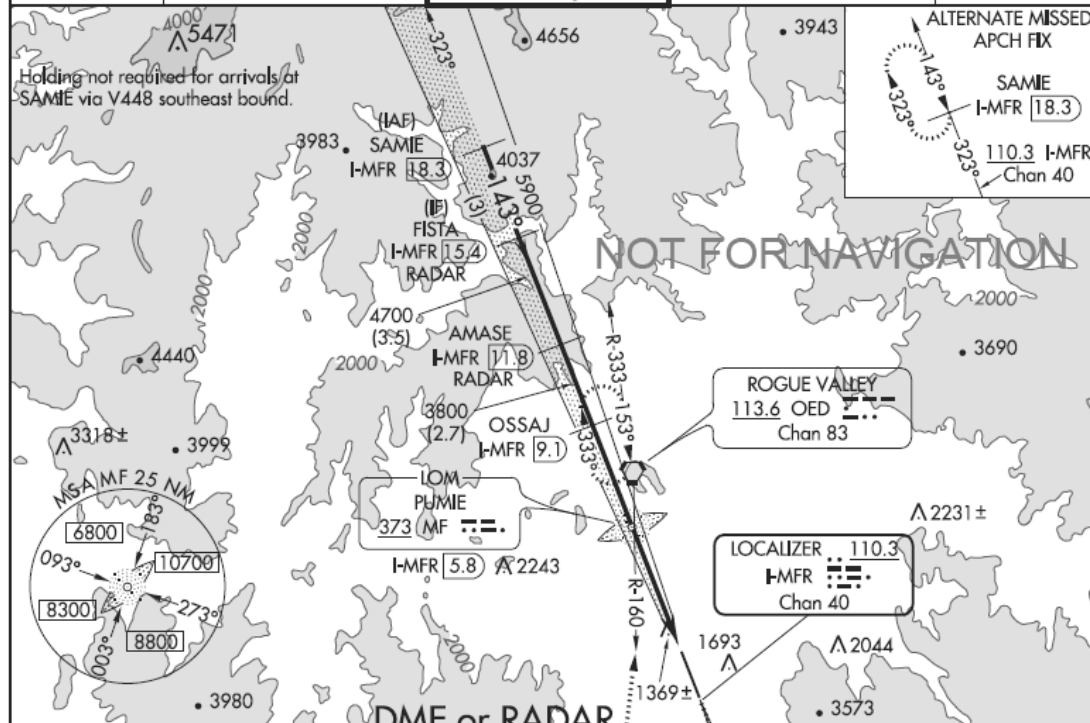 4000
5471
4656
3943
ALTERNATE MISSED
APCH FIX
Holding not required for arrivals at
SAMIE via V448 southeast bound.
323°
143°
323°
SAMIE
I-MFR 18.3
323°
110.3 I-MFR
Chan 40
3983
(IAF)
SAMIE
I-MFR 18.3
4037
5900
(3)
143°
(IF)
FISTA
I-MFR 15.4
RADAR
NOT FOR NAVIGATION
2000
2000
4700
(3.5)
AMASE
I-MFR 11.8
RADAR
R-333
153°
4440
2000
3690
3800
(2.7)
OSSAJ
I-MFR 9.1
333°
ROGUE VALLEY
113.6 OED
Chan 83
3318±
3999
LOM
PUMIE
373 MF
I-MFR 5.8
2243
MSA MF 25 NM
6800
183°
093°
10700
8300
273°
8800
003°
2231±
LOCALIZER 110.3
I-MFR
Chan 40
R-160
2000
1693
2044
1369±
3980
3573
DME or RADAR